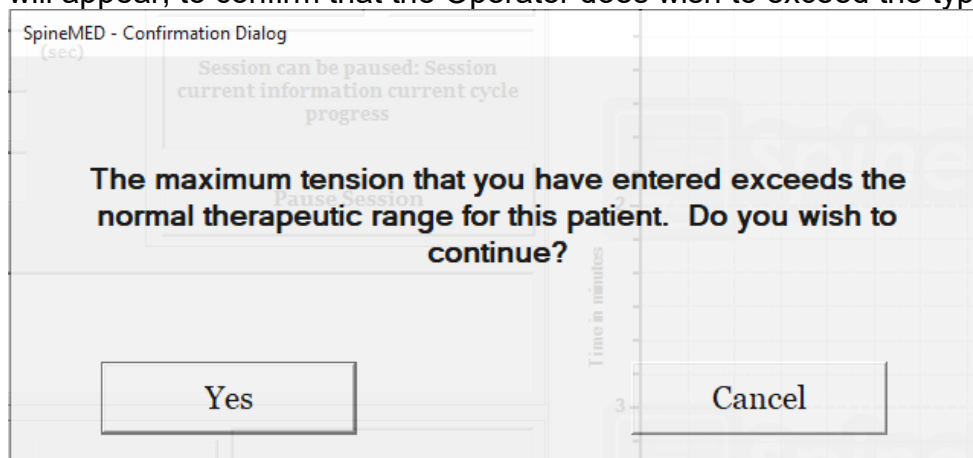 will appear, to confirm that the Operator does wish to exceed the typ
SpineMED - Confirmation Dialog
(sec)
Session can be paused: Session
current information current cycle
progress
The maximum tension that you have entered exceeds the
Pause Session
2
normal therapeutic range for this patient. Do you wish to
continue?
Time in minutes
Yes
3
Cancel
Spine